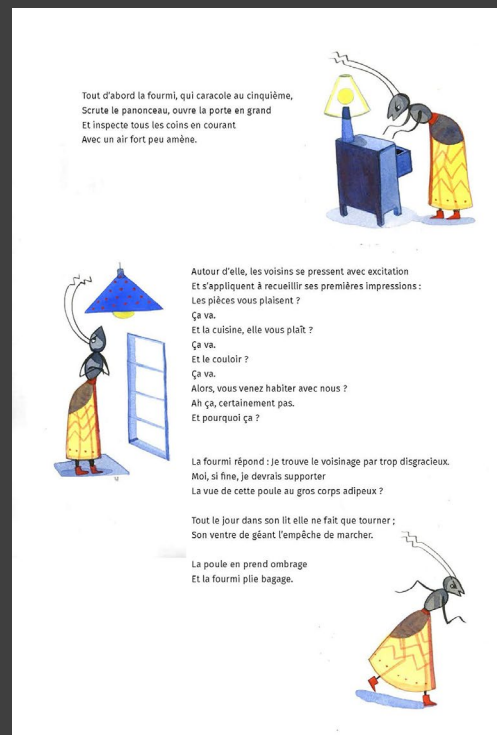 Tout d'abord la fourmi, qui caracole au cinquième,
Scrute le panonceau, ouvre la porte en grand
Et inspecte tous les coins en courant
Avec un air fort peu amène.
Autour d'elle, les voisins se pressent avec excitation
Et s'appliquent à recueillir ses premières impressions :
Les pièces vous plaisent ?
Ça va.
Et la cuisine, elle vous plaît ?
Ça va.
Et le couloir ?
Ça va.
Alors, vous venez habiter avec nous ?
Ah ça, certainement pas.
Et pourquoi ça ?
La fourmi répond : Je trouve le voisinage par trop disgracieux.
Moi, si fine, je devrais supporter
La vue de cette poule au gros corps adipeux ?
Tout le jour dans son lit elle ne fait que tourner ;
Son ventre de géant l'empêche de marcher.
La poule en prend ombrage
Et la fourmi plie bagage.